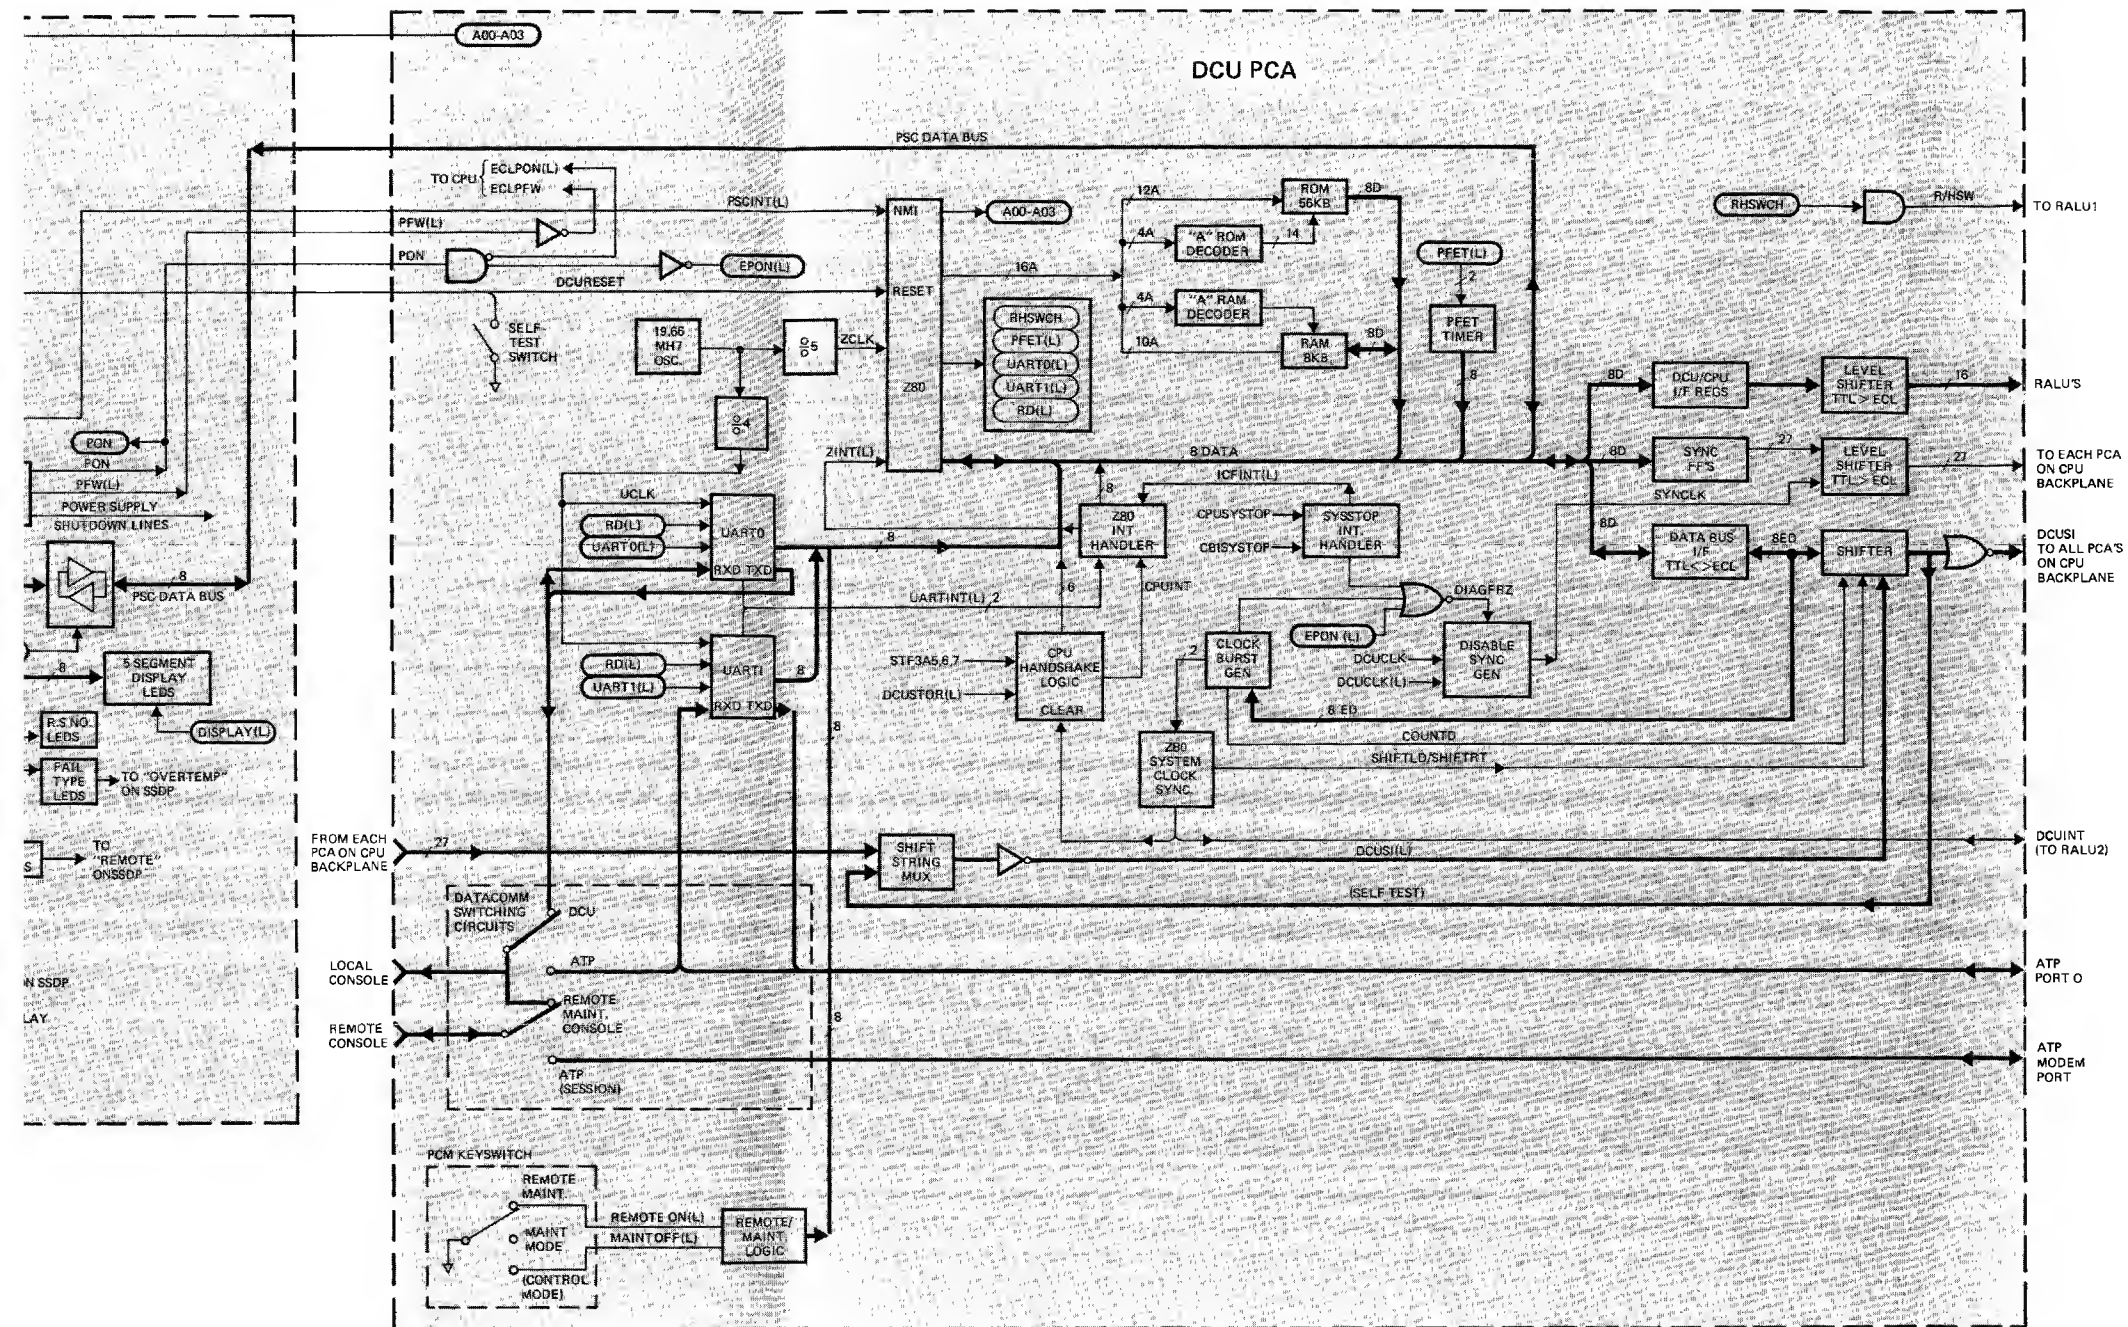 A00-A03
DCU PCA
PSC DATA BUS
TO CPU
ECLPON(L)
ECLPFW
PFW(L)
PSCINT(L)
NMI
A00-A03
12A
ROM
56KB
8D
RHSWCH
R/HSW
TO RALU1
4A
"A" ROM
DECODER
14
PON
EPON(L)
DCURESET
RESET
16A
PFET(L)
2
4A
"A" RAM
DECODER
10A
RAM
8KB
8D
PFET
TIMER
8
SELF-
TEST
SWITCH
19.66
MHZ
OSC.
5
ZCLK
Z80
RHSWCH
PFET(L)
UART0(L)
UART1(L)
RD(L)
4
8D
DCU/CPU
I/F REGS
LEVEL
SHIFTER
TTL > ECL
16
RALU'S
PON
PON
PFW(L)
POWER SUPPLY
SHUTDOWN LINES
ZINT(L)
8 DATA
8D
SYNC
FF'S
27
LEVEL
SHIFTER
TTL > ECL
27
TO EACH PCA
ON CPU
BACKPLANE
SYNCLK
UCLK
RD(L)
UART0(L)
UART0
RXD TXD
8
8
ICFINT(L)
Z80
INT
HANDLER
CPUSYSTOP
CBISYSTOP
SYSSTOP
INT
HANDLER
8D
DATA BUS
I/F
TTL< >ECL
8ED
SHIFTER
DCUSI
TO ALL PCA'S
ON CPU
BACKPLANE
8
PSC DATA BUS
UARTINT(L)
2
6
CPUINT
DIAGFRZ
EPON (L)
8
5 SEGMENT
DISPLAY
LEDS
DISPLAY(L)
R.S.NO.
LEDS
FAIL
TYPE
LEDS
TO "OVERTEMP"
ON SSDP
RD(L)
UART1(L)
UART1
RXD TXD
8
8
STF3A5,6,7
DCUSTOR(L)
CPU
HANDSHAKE
LOGIC
CLEAR
2
CLOCK
BURST
GEN
DCUCLK
DCUCLK(L)
DISABLE
SYNC
GEN
8 ED
COUNTD
SHIFTLD/SHIFTRT
Z80
SYSTEM
CLOCK
SYNC.
S
TO
"REMOTE"
ONSSDP
FROM EACH
PCA ON CPU
BACKPLANE
27
SHIFT
STRING
MUX
DCUSI(L)
DCUINT
(TO RALU2)
(SELF TEST)
DATACOMM
SWITCHING
CIRCUITS
DCU
ATP
LOCAL
CONSOLE
REMOTE
MAINT.
CONSOLE
REMOTE
CONSOLE
ATP
(SESSION)
ATP
PORT O
ATP
MODEM
PORT
N SSDP
LAY
8
PCM KEYSWITCH
REMOTE
MAINT.
MAINT
MODE
(CONTROL
MODE)
REMOTE ON(L)
MAINTOFF(L)
REMOTE/
MAINT
LOGIC